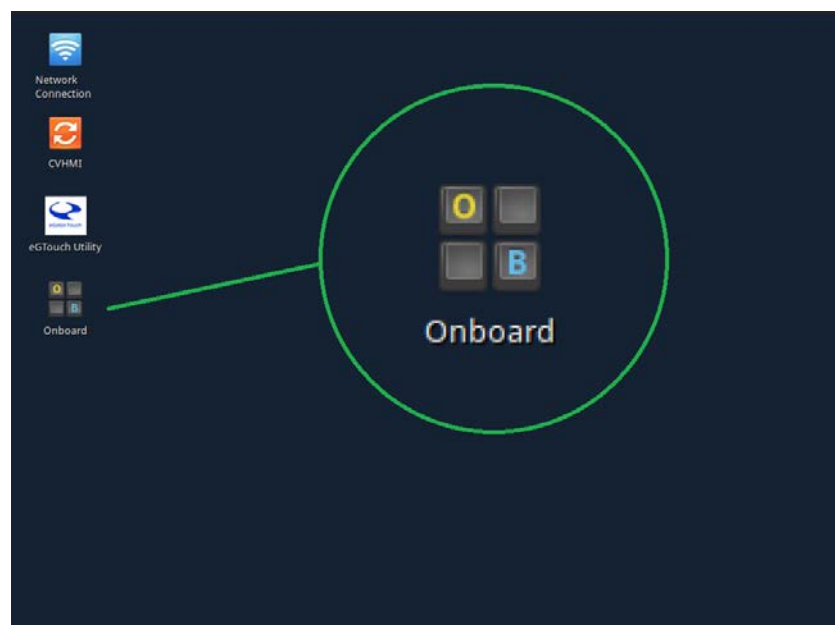 Network
Connection
CVHMI
eGTouch Utility
O
B
Onboard
O
B
Onboard